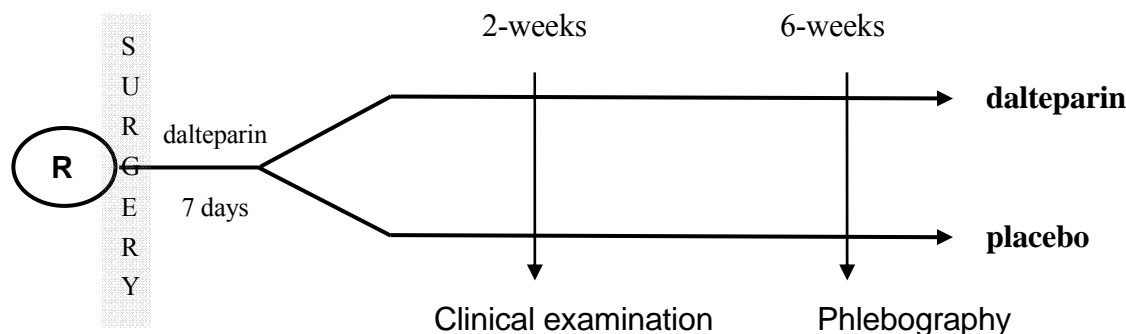 2-weeks
6-weeks
S
U
R
G
E
R
Y
R
dalteparin
7 days
dalteparin
placebo
Clinical examination
Phlebography